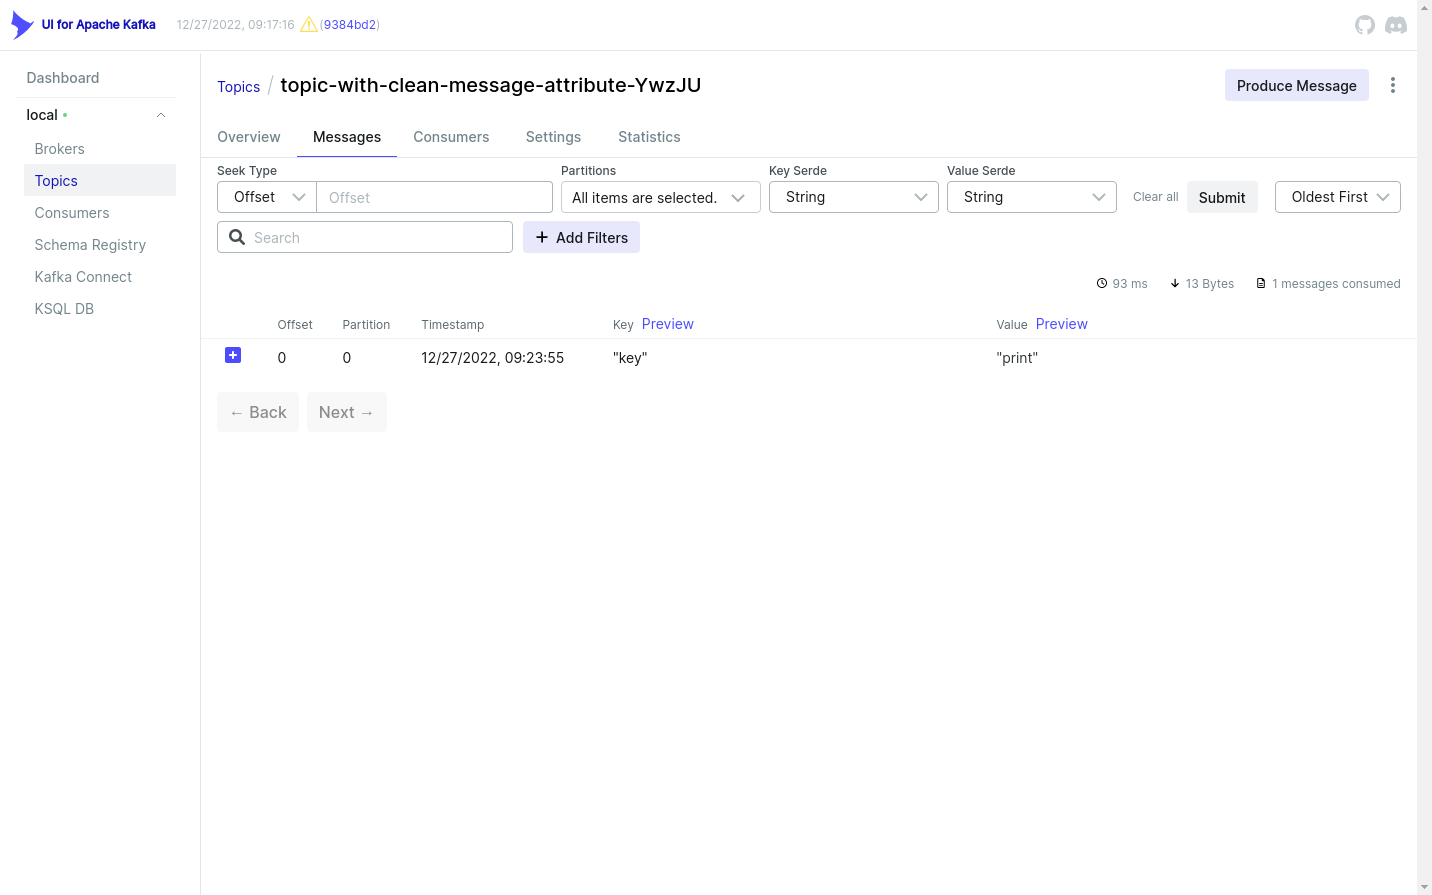 UI for Apache Kafka 12/27/2022, 09:17:16 (9384bd2)
Dashboard
local
Brokers
Topics
Consumers
Schema Registry
Kafka Connect
KSQL DB
Topics / topic-with-clean-message-attribute-YwzJU Produce Message
Overview Messages Consumers Settings Statistics
Seek Type Partitions Key Serde Value Serde
Offset Offset All items are selected. String String Clear all Submit Oldest First
Search + Add Filters
93 ms 13 Bytes 1 messages consumed
Offset Partition Timestamp Key Preview Value Preview
0 0 12/27/2022, 09:23:55 "key" "print"
← Back Next →